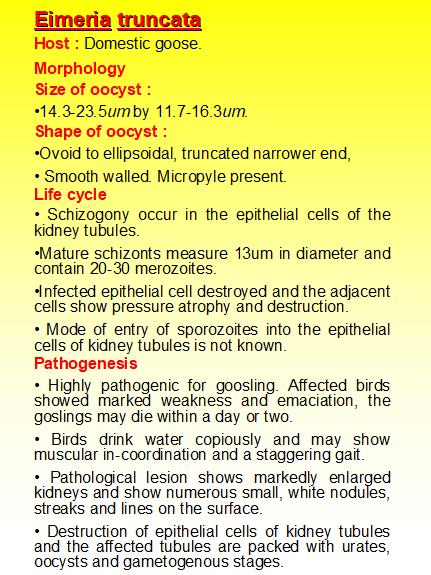 Eimeria truncata
Host : Domestic goose.
Morphology
Size of oocyst :
•14.3-23.5um by 11.7-16.3um.
Shape of oocyst :
•Ovoid to ellipsoidal, truncated narrower end,
• Smooth walled. Micropyle present.
Life cycle
• Schizogony occur in the epithelial cells of the
kidney tubules.
•Mature schizonts measure 13um in diameter and
contain 20-30 merozoites.
•Infected epithelial cell destroyed and the adjacent
cells show pressure atrophy and destruction.
• Mode of entry of sporozoites into the epithelial
cells of kidney tubules is not known.
Pathogenesis
• Highly pathogenic for goosling. Affected birds
showed marked weakness and emaciation, the
goslings may die within a day or two.
• Birds drink water copiously and may show
muscular in-coordination and a staggering gait.
• Pathological lesion shows markedly enlarged
kidneys and show numerous small, white nodules,
streaks and lines on the surface.
• Destruction of epithelial cells of kidney tubules
and the affected tubules are packed with urates,
oocysts and gametogenous stages.